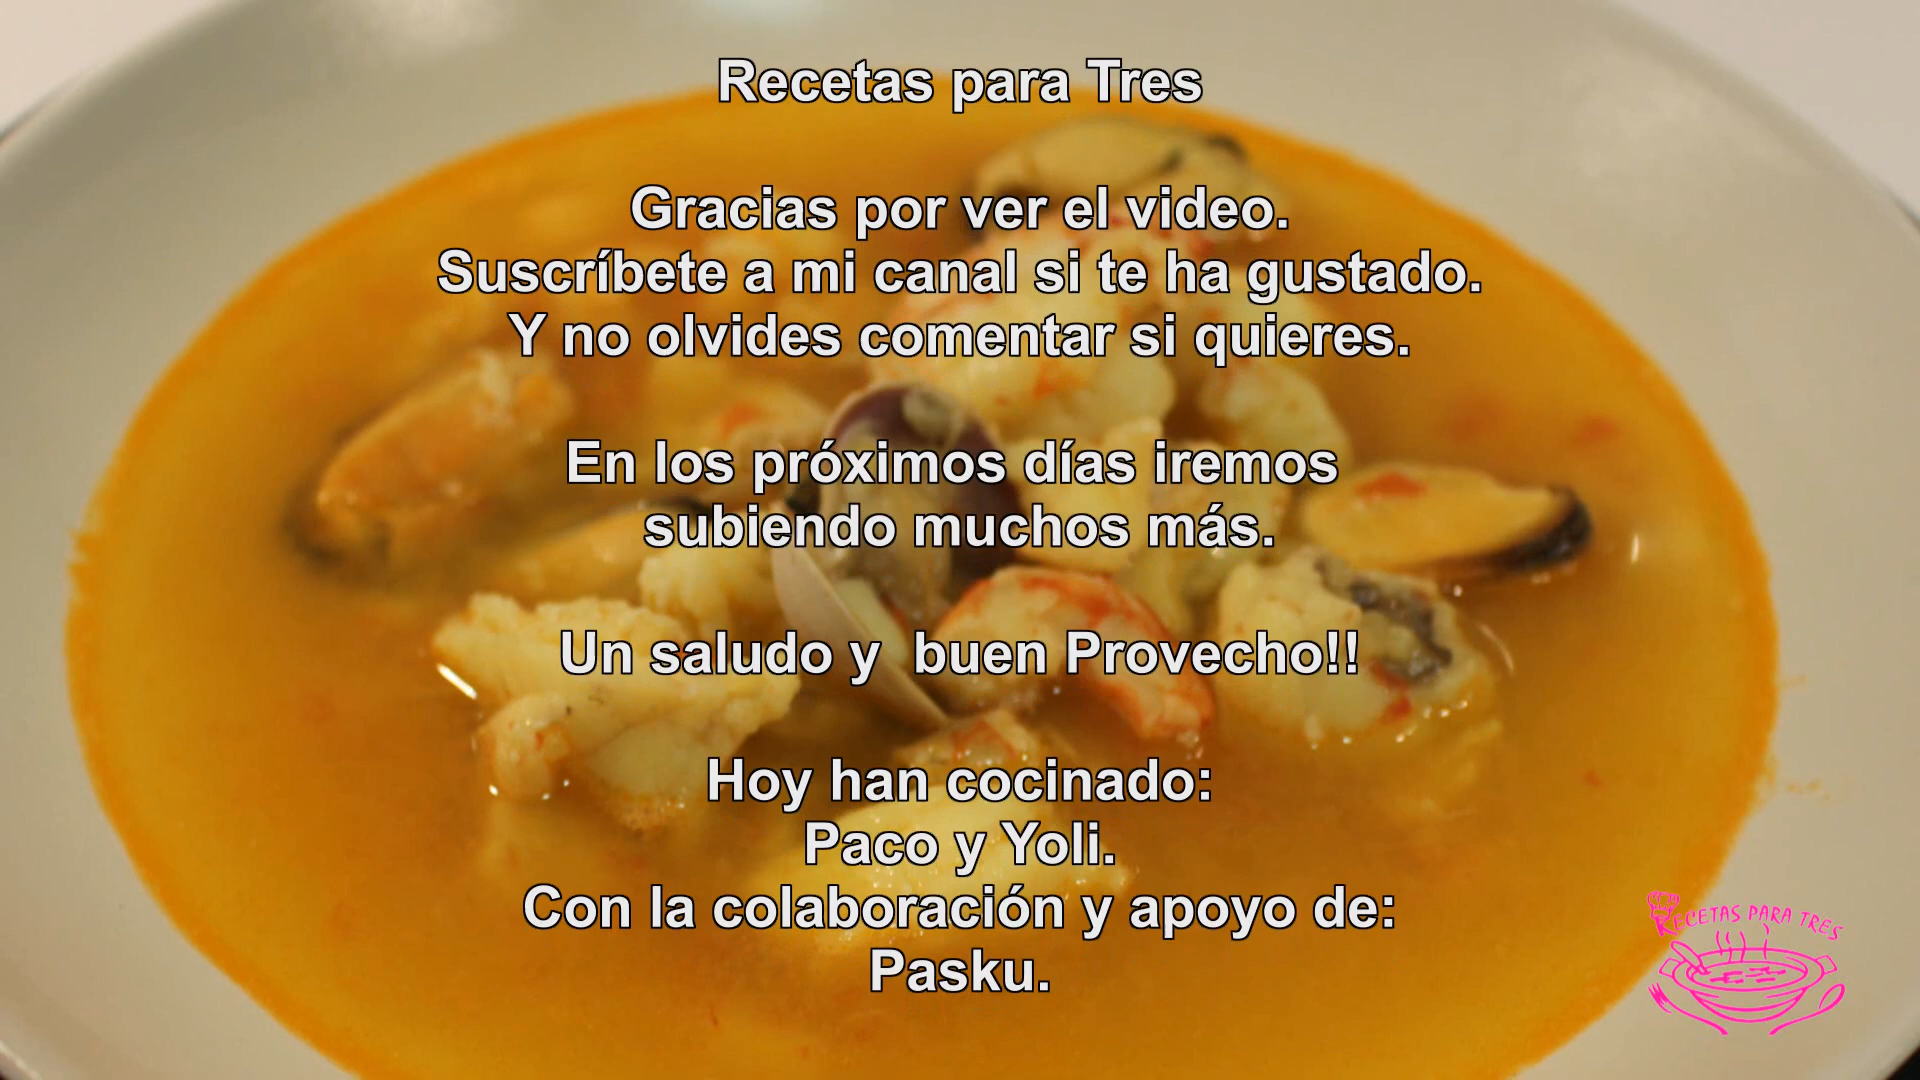 Recetas para Tres
Gracias por ver el video.
Suscríbete a mi canal si te ha gustado.
Y no olvides comentar si quieres.
En los próximos días iremos
subiendo muchos más.
Un saludo y  buen Provecho!!
Hoy han cocinado:
Paco y Yoli.
Con la colaboración y apoyo de:
Pasku.
RECETAS PARA TRES